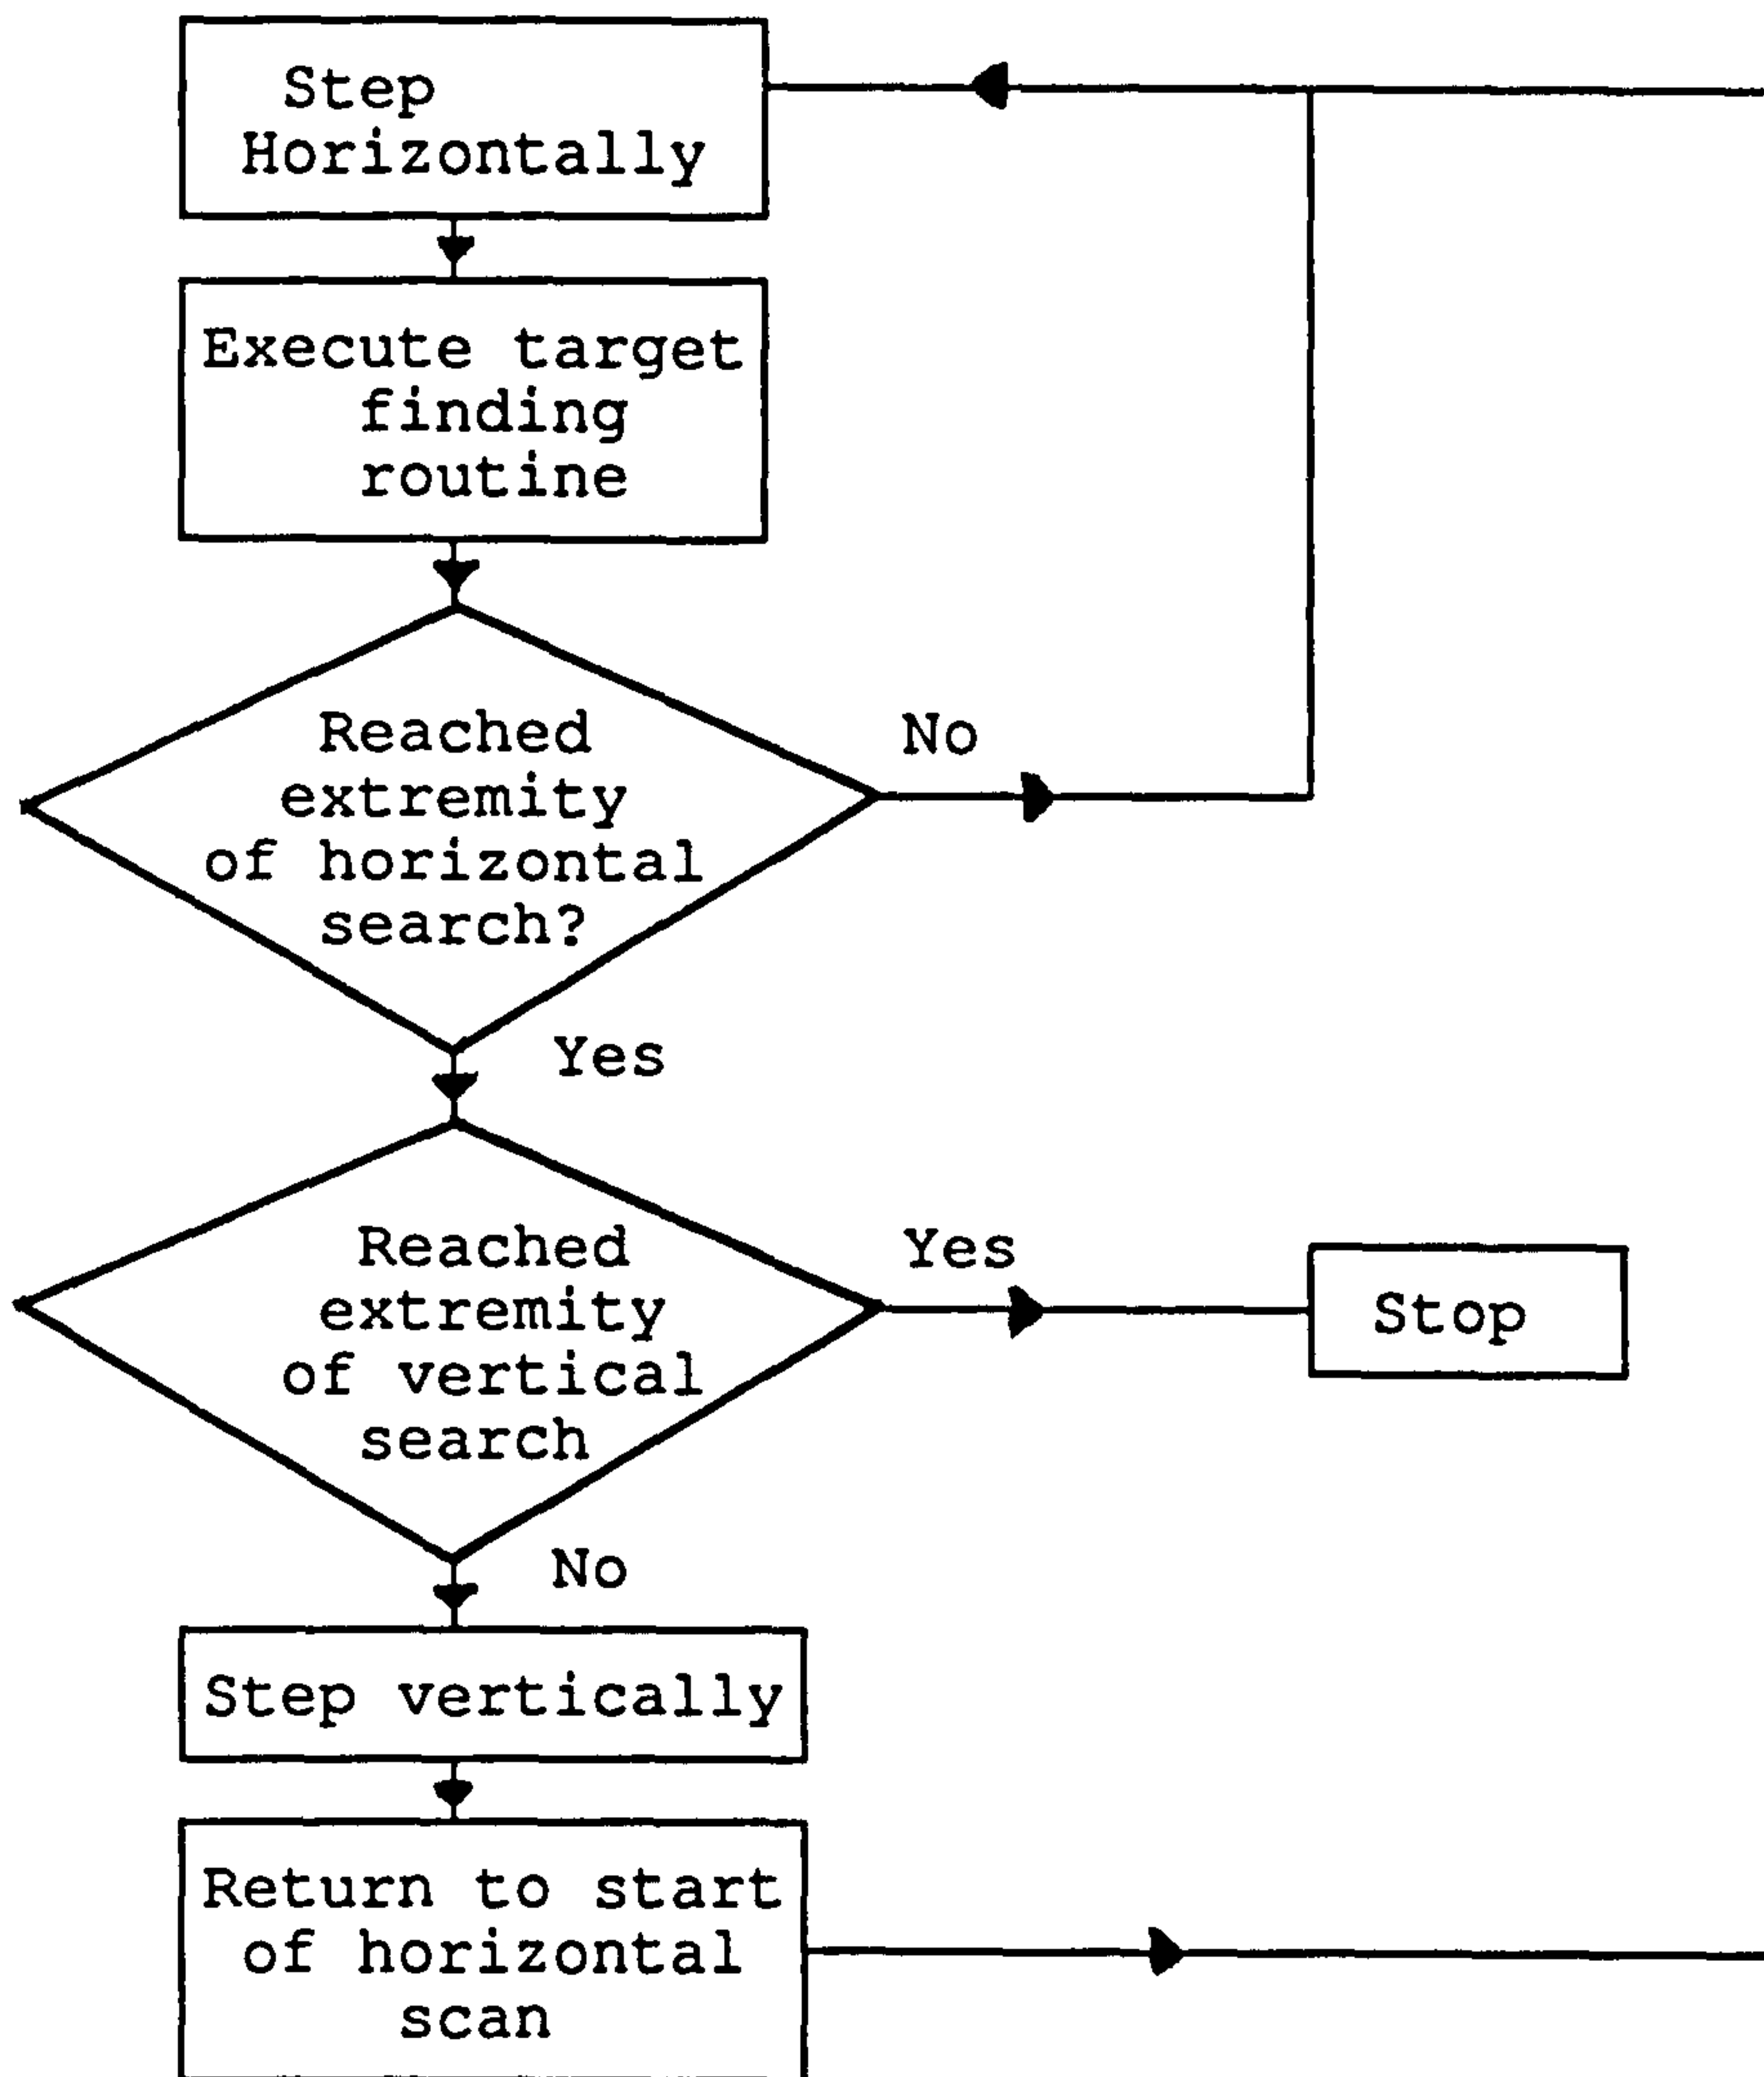 Step
Horizontally
Execute target
finding
routine
Reached
extremity
of horizontal
search?
No
Yes
Reached
extremity
of vertical
search
Yes
Stop
No
Step vertically
Return to start
of horizontal
scan